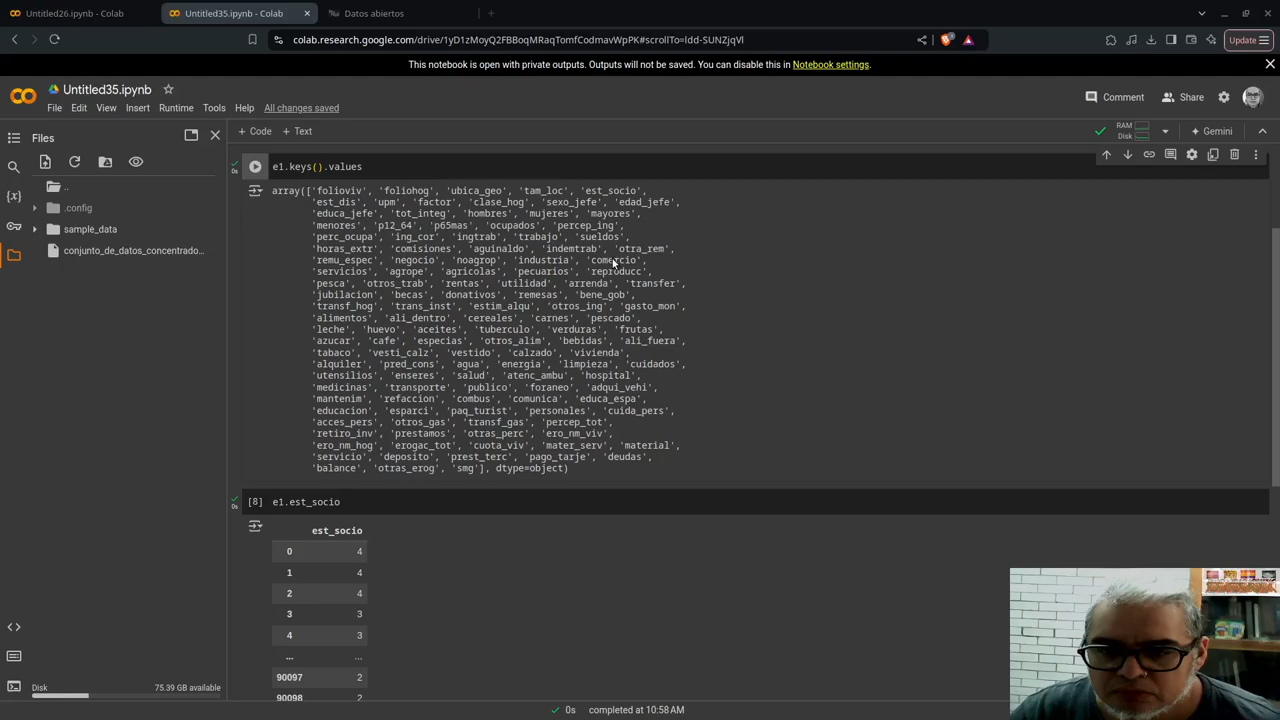 Untitled26.ipynb - Colab
Untitled35.ipynb - Colab
Datos abiertos
colab.research.google.com/drive/1yD1zMoyQ2FBBoqMRaqTomfCodmavWpPK#scrollTo=Idd-SUNZjqVl
Update
This notebook is open with private outputs. Outputs will not be saved. You can disable this in Notebook settings.
Untitled35.ipynb
File Edit View Insert Runtime Tools Help All changes saved
Comment
Share
Files
+ Code + Text
RAM
Disk
Gemini
..
.config
sample_data
conjunto_de_datos_concentrado...
0s
e1.keys().values
array(['folioviv', 'foliohog', 'ubica_geo', 'tam_loc', 'est_socio',
'est_dis', 'upm', 'factor', 'clase_hog', 'sexo_jefe', 'edad_jefe',
'educa_jefe', 'tot_integ', 'hombres', 'mujeres', 'mayores',
'menores', 'p12_64', 'p65mas', 'ocupados', 'percep_ing',
'perc_ocupa', 'ing_cor', 'ingtrab', 'trabajo', 'sueldos',
'horas_extr', 'comisiones', 'aguinaldo', 'indemtrab', 'otra_rem',
'remu_espec', 'negocio', 'noagrop', 'industria', 'comercio',
'servicios', 'agrope', 'agricolas', 'pecuarios', 'reproducc',
'pesca', 'otros_trab', 'rentas', 'utilidad', 'arrenda', 'transfer',
'jubilacion', 'becas', 'donativos', 'remesas', 'bene_gob',
'transf_hog', 'trans_inst', 'estim_alqu', 'otros_ing', 'gasto_mon',
'alimentos', 'ali_dentro', 'cereales', 'carnes', 'pescado',
'leche', 'huevo', 'aceites', 'tuberculo', 'verduras', 'frutas',
'azucar', 'cafe', 'especias', 'otros_alim', 'bebidas', 'ali_fuera',
'tabaco', 'vesti_calz', 'vestido', 'calzado', 'vivienda',
'alquiler', 'pred_cons', 'agua', 'energia', 'limpieza', 'cuidados',
'utensilios', 'enseres', 'salud', 'atenc_ambu', 'hospital',
'medicinas', 'transporte', 'publico', 'foraneo', 'adqui_vehi',
'mantenim', 'refaccion', 'combus', 'comunica', 'educa_espa',
'educacion', 'esparci', 'paq_turist', 'personales', 'cuida_pers',
'acces_pers', 'otros_gas', 'transf_gas', 'percep_tot',
'retiro_inv', 'prestamos', 'otras_perc', 'ero_nm_viv',
'ero_nm_hog', 'erogac_tot', 'cuota_viv', 'mater_serv', 'material',
'servicio', 'deposito', 'prest_terc', 'pago_tarje', 'deudas',
'balance', 'otras_erog', 'smg'], dtype=object)
0s
[8] e1.est_socio
est_socio
0 4
1 4
2 4
3 3
4 3
... ...
90097 2
90098 2
Disk 75.39 GB available
0s completed at 10:58 AM